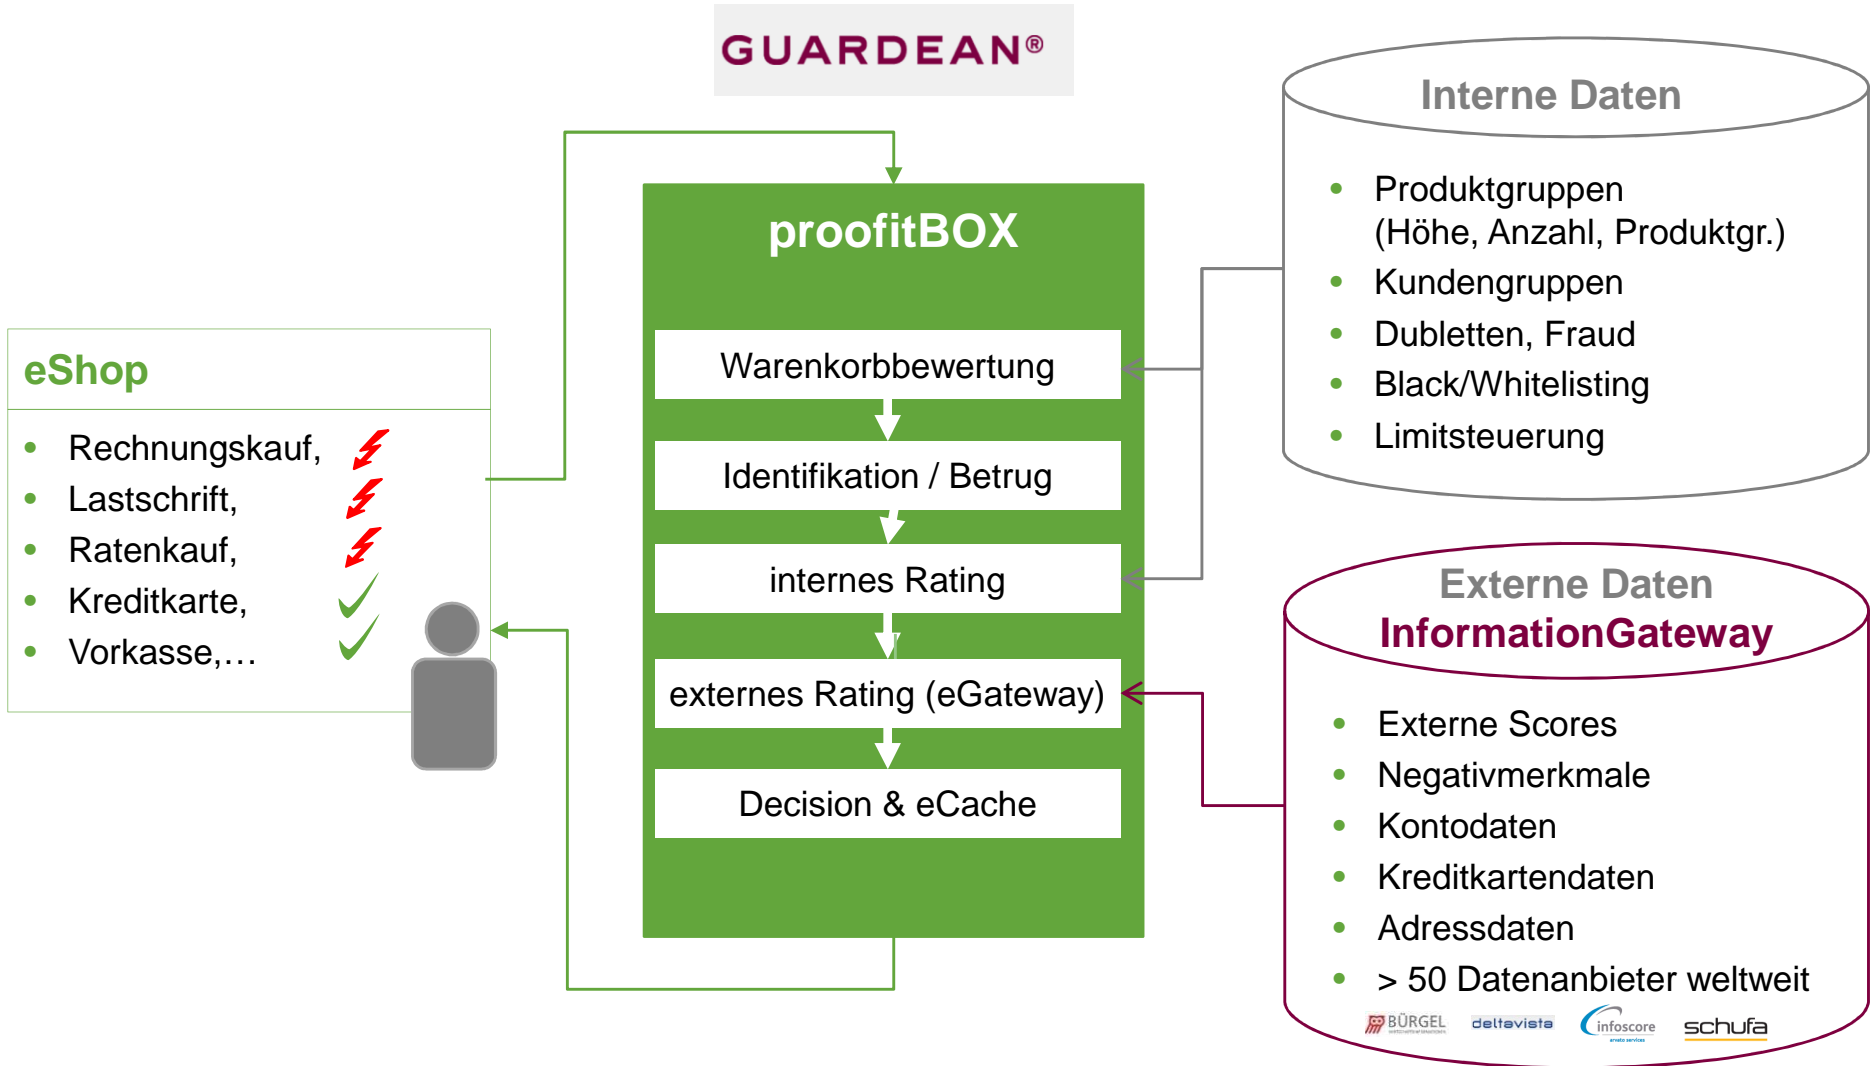 GUARDEAN®
eShop
• Rechnungskauf,
• Lastschrift,
• Ratenkauf,
• Kreditkarte,
• Vorkasse,…
proofitBOX
Warenkorbbewertung
Identifikation / Betrug
internes Rating
externes Rating (eGateway)
Decision & eCache
Interne Daten
• Produktgruppen
(Höhe, Anzahl, Produktgr.)
• Kundengruppen
• Dubletten, Fraud
• Black/Whitelisting
• Limitsteuerung
Externe Daten
InformationGateway
• Externe Scores
• Negativmerkmale
• Kontodaten
• Kreditkartendaten
• Adressdaten
• > 50 Datenanbieter weltweit
BÜRGEL
deltavista
infoscore
arvato services
schufa